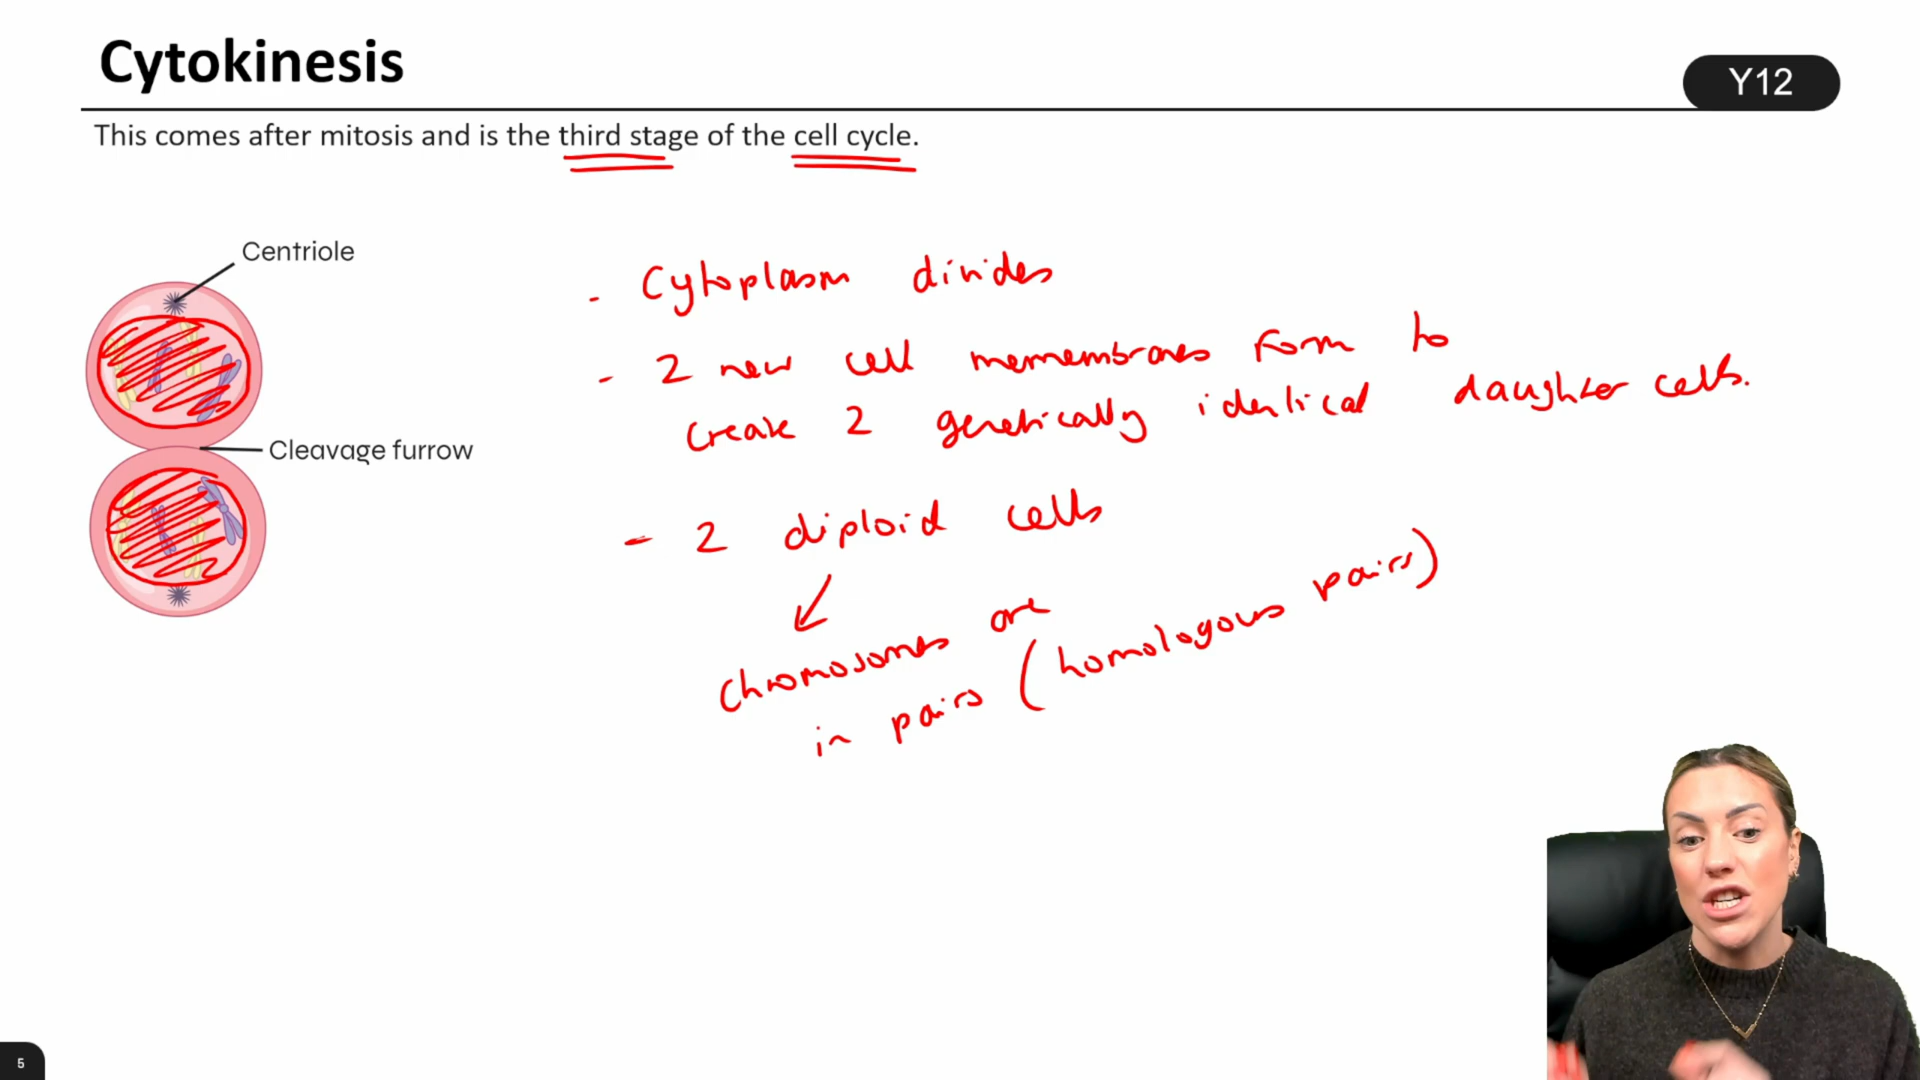 Cytokinesis
Y12
This comes after mitosis and is the third stage of the cell cycle.
Centriole
Cleavage furrow
- Cytoplasm divides
- 2 new cell memembranes form to
create 2 genetically identical daughter cells.
- 2 diploid cells
chromosomes are
in pairs (homologous pairs)
5